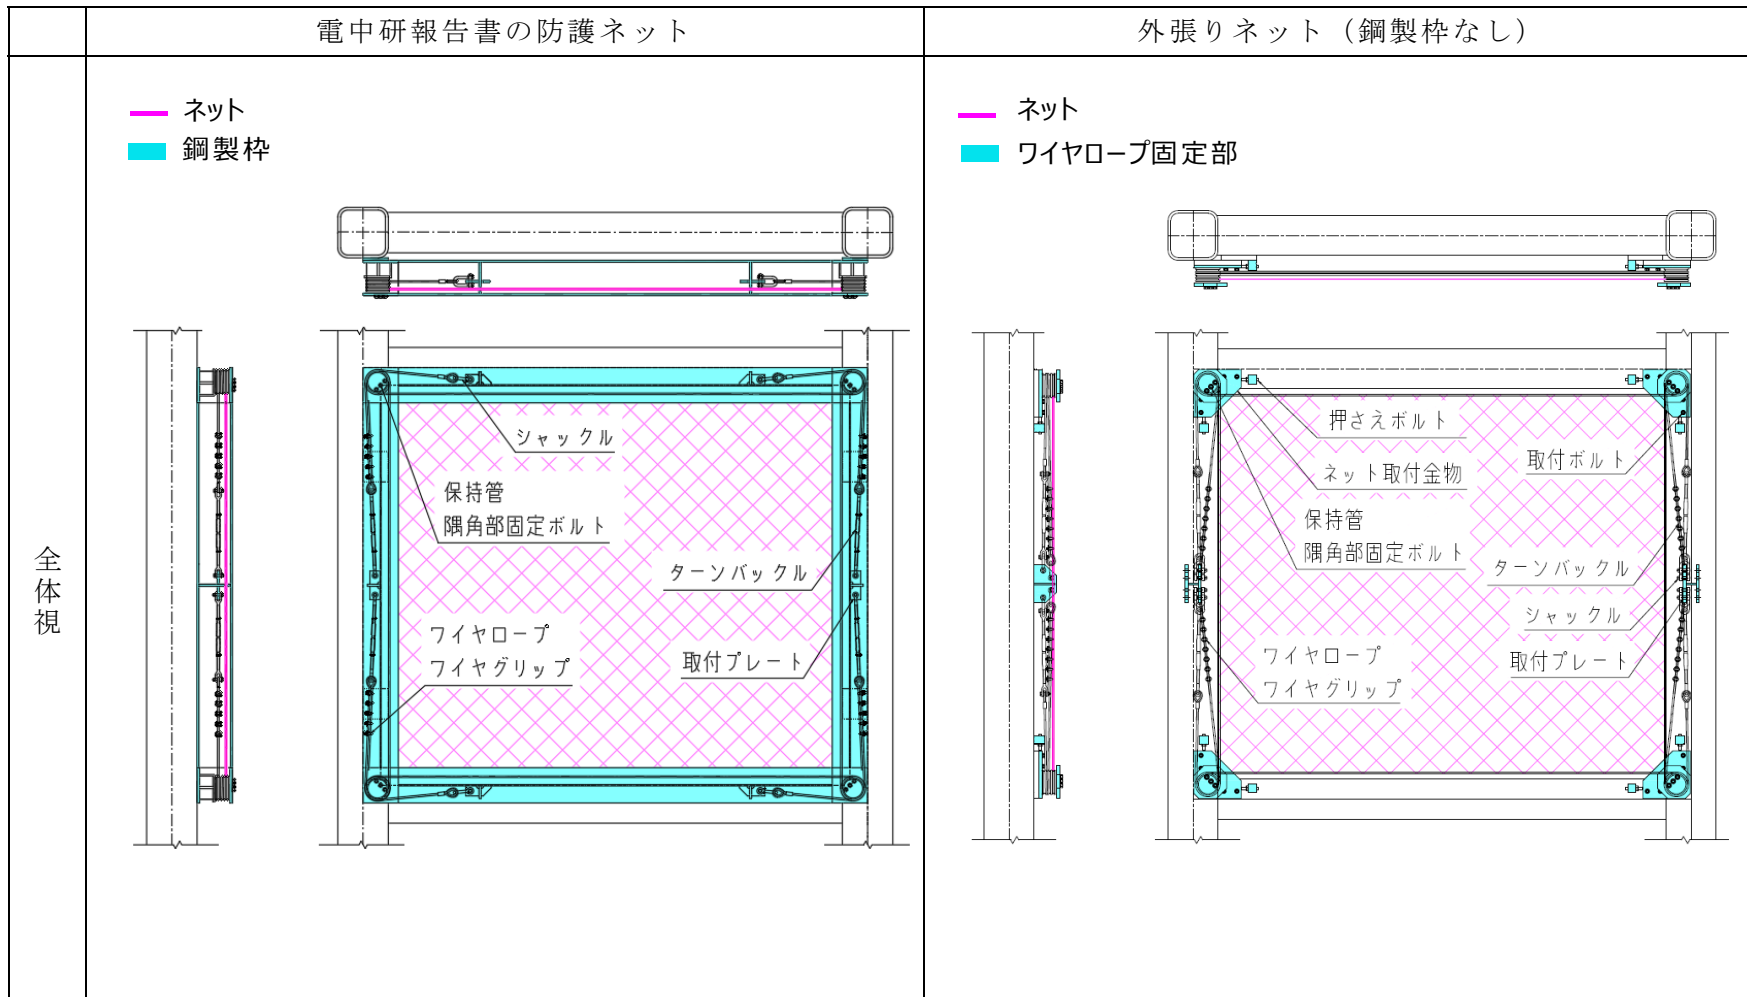 電中研報告書の防護ネット
外張りネット（鋼製枠なし）
全体視
ネット
鋼製枠
シャックル
保持管
隅角部固定ボルト
ターンバックル
ワイヤロープ
ワイヤグリップ
取付プレート
ネット
ワイヤロープ固定部
押さえボルト
取付ボルト
ネット取付金物
保持管
隅角部固定ボルト
ターンバックル
シャックル
ワイヤロープ
ワイヤグリップ
取付プレート